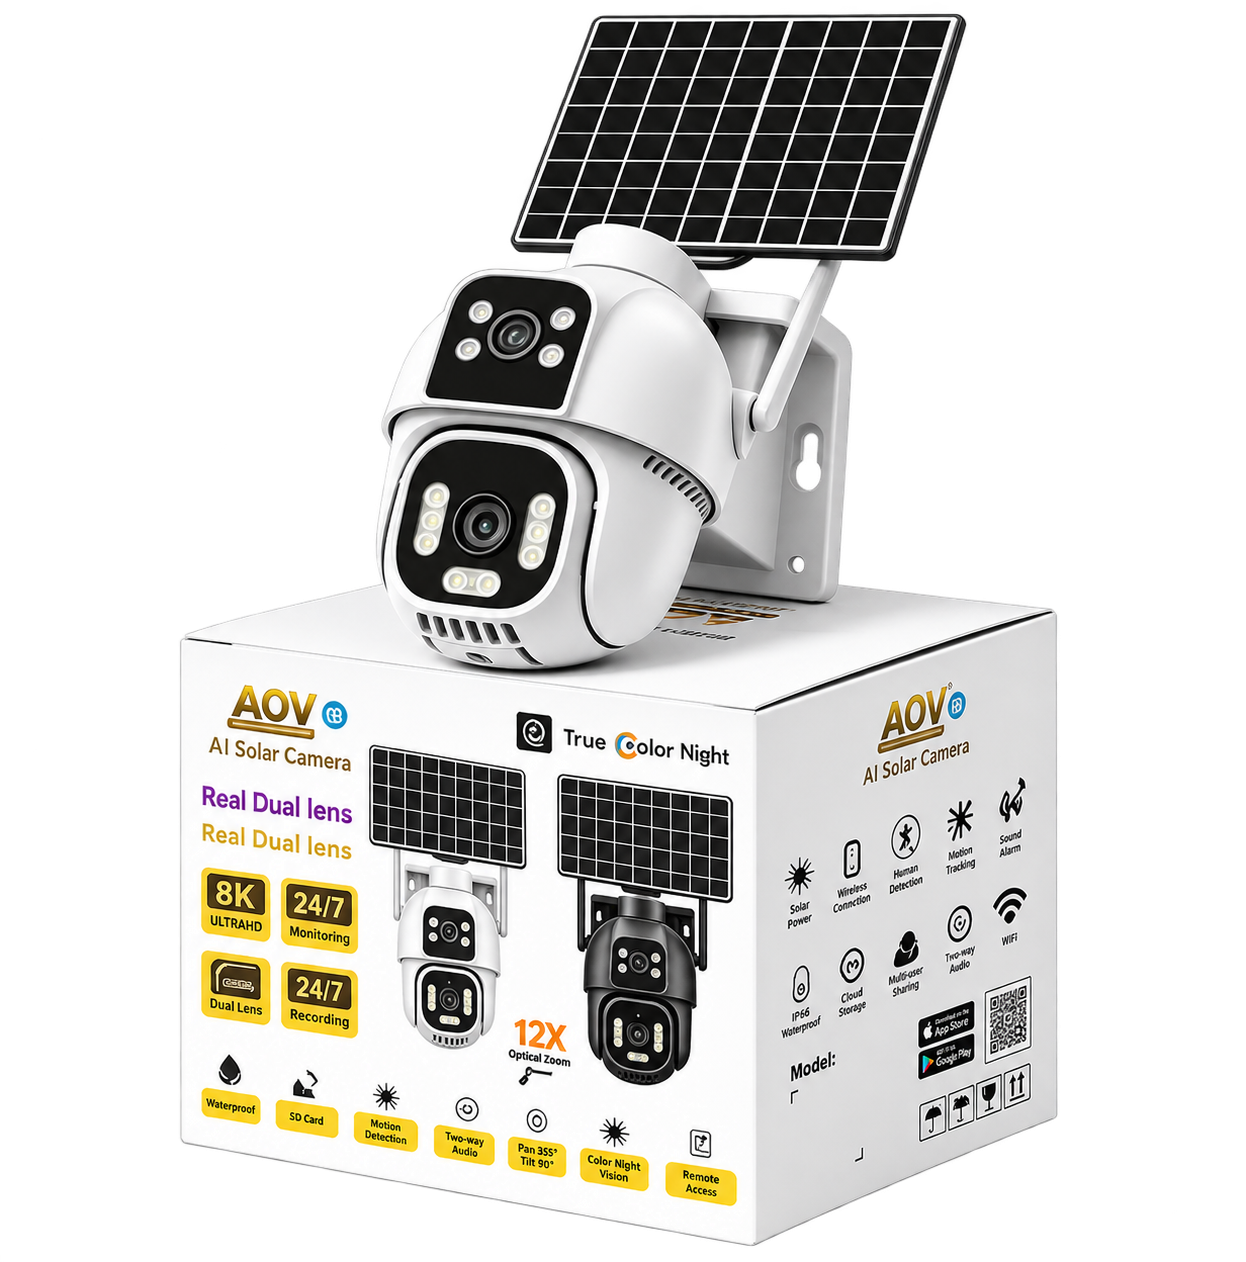 AOV
AI Solar Camera
True Color Night
Real Dual lens
Real Dual lens
8K
ULTRAHD
24/7
Monitoring
Dual Lens
24/7
Recording
12X
Optical Zoom
Waterproof
SD Card
Motion
Detection
Two-way
Audio
Pan 355°
Tilt 90°
Color Night
Vision
Remote
Access
AOV
AI Solar Camera
Solar
Power
Wireless
Connction
Human
Detection
Motion
Tracking
Sound
Alarm
IP66
Waterproof
Cloud
Storage
Multi-user
Sharing
Two-way
Audio
WiFi
App Store
Google Play
Model: